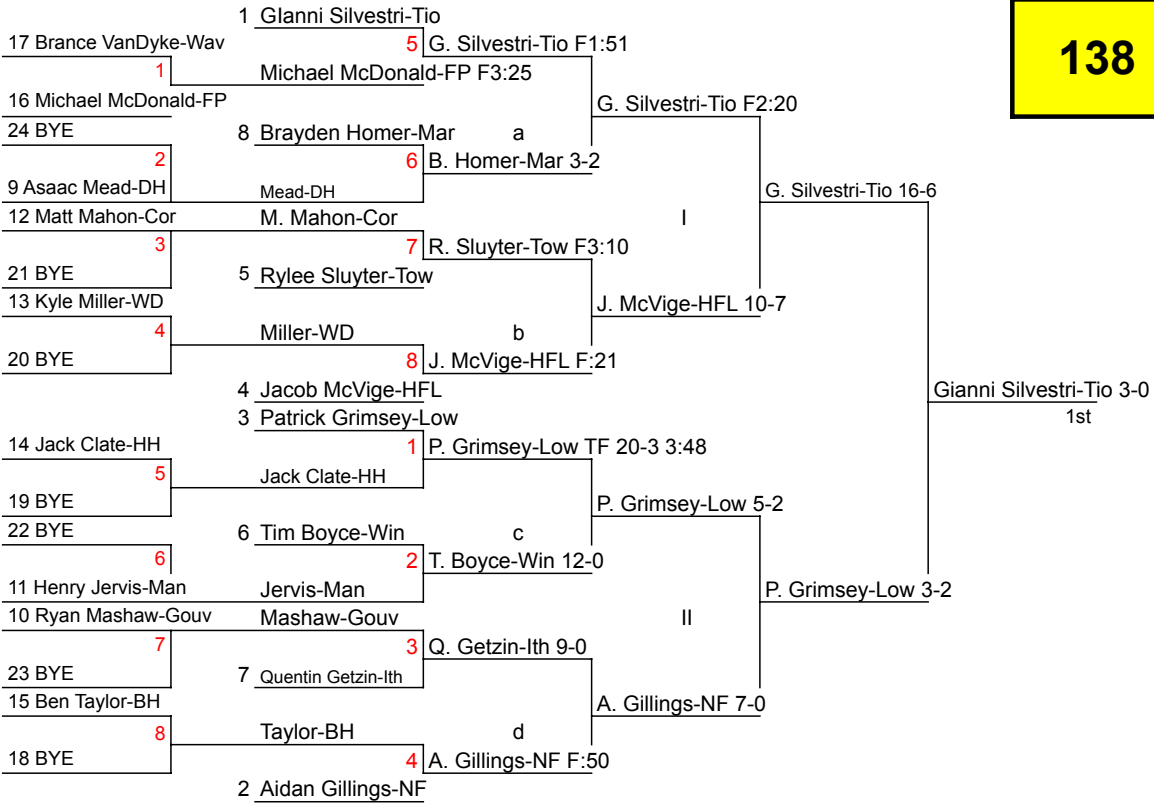 1 GIanni Silvestri-Tio
138
17 Brance VanDyke-Wav
5 G. Silvestri-Tio F1:51
1 Michael McDonald-FP F3:25
16 Michael McDonald-FP
G. Silvestri-Tio F2:20
24 BYE
8 Brayden Homer-Mar a
2
6 B. Homer-Mar 3-2
9 Asaac Mead-DH
Mead-DH
G. Silvestri-Tio 16-6
12 Matt Mahon-Cor
M. Mahon-Cor
I
3
7 R. Sluyter-Tow F3:10
21 BYE
5 Rylee Sluyter-Tow
13 Kyle Miller-WD
J. McVige-HFL 10-7
4
Miller-WD b
20 BYE
8 J. McVige-HFL F:21
4 Jacob McVige-HFL
Gianni Silvestri-Tio 3-0
1st
3 Patrick Grimsey-Low
14 Jack Clate-HH
1 P. Grimsey-Low TF 20-3 3:48
5
Jack Clate-HH
19 BYE
P. Grimsey-Low 5-2
22 BYE
6 Tim Boyce-Win c
6
2 T. Boyce-Win 12-0
11 Henry Jervis-Man
Jervis-Man
P. Grimsey-Low 3-2
10 Ryan Mashaw-Gouv
Mashaw-Gouv
II
7
3 Q. Getzin-Ith 9-0
23 BYE
7 Quentin Getzin-Ith
15 Ben Taylor-BH
A. Gillings-NF 7-0
8
Taylor-BH d
18 BYE
4 A. Gillings-NF F:50
2 Aidan Gillings-NF